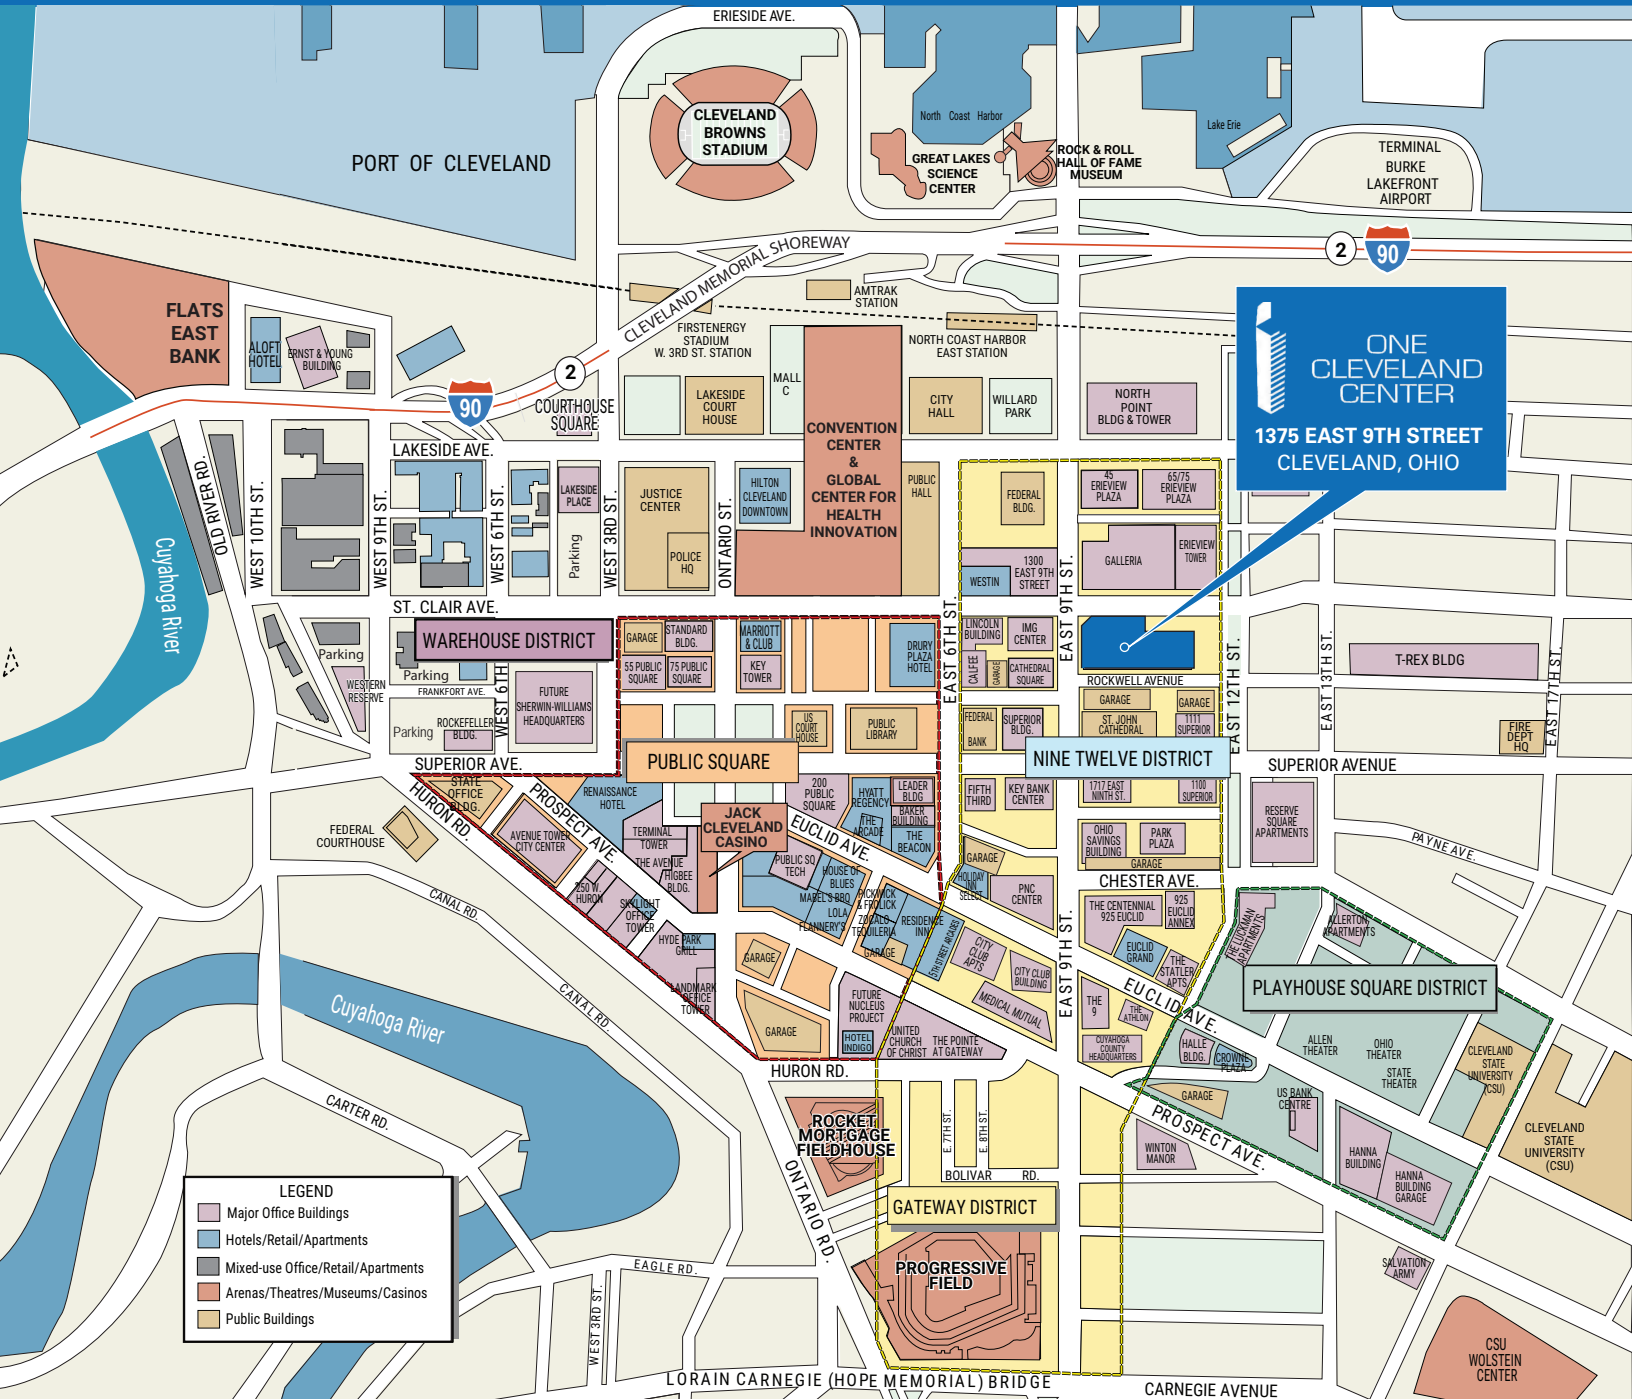 ERIESIDE AVE.
CLEVELAND
BROWNS
STADIUM
PORT OF CLEVELAND
North Coast Harbor
GREAT LAKES
SCIENCE
CENTER
ROCK & ROLL
HALL OF FAME
MUSEUM
Lake Erie
TERMINAL
BURKE
LAKEFRONT
AIRPORT
CLEVELAND MEMORIAL SHOREWAY
2
90
AMTRAK
STATION
FLATS
EAST
BANK
ALOFT
HOTEL
ERNST & YOUNG
BUILDING
FIRSTENERGY
STADIUM
W. 3RD ST. STATION
NORTH COAST HARBOR
EAST STATION
2
90
COURTHOUSE
SQUARE
LAKESIDE
COURT
HOUSE
MALL
C
CITY
HALL
WILLARD
PARK
NORTH
POINT
BLDG & TOWER
ONE
CLEVELAND
CENTER
1375 EAST 9TH STREET
CLEVELAND, OHIO
CONVENTION
CENTER
&
GLOBAL
CENTER FOR
HEALTH
INNOVATION
LAKESIDE AVE.
OLD RIVER RD.
WEST 10TH ST.
WEST 9TH ST.
WEST 6TH ST.
LAKESIDE
PLACE
Parking
WEST 3RD ST.
JUSTICE
CENTER
POLICE
HQ
ONTARIO ST.
HILTON
CLEVELAND
DOWNTOWN
PUBLIC
HALL
FEDERAL
BLDG.
45
ERIEVIEW
PLAZA
65/75
ERIEVIEW
PLAZA
GALLERIA
ERIEVIEW
TOWER
1300
EAST 9TH
STREET
WESTIN
EAST 9TH ST.
Cuyahoga River
ST. CLAIR AVE.
WAREHOUSE DISTRICT
Parking
WESTERN
RESERVE
Parking
FRANKFORT AVE.
Parking
ROCKEFELLER
BLDG.
WEST 6TH
FUTURE
SHERWIN-WILLIAMS
HEADQUARTERS
GARAGE
STANDARD
BLDG.
55 PUBLIC
SQUARE
75 PUBLIC
SQUARE
MARRIOTT
& CLUB
KEY
TOWER
DRURY
PLAZA
HOTEL
EAST 6TH ST.
LINCOLN
BUILDING
IMG
CENTER
CALFEE
GARAGE
CATHEDRAL
SQUARE
ROCKWELL AVENUE
GARAGE
GARAGE
ST. JOHN
CATHEDRAL
1111
SUPERIOR
EAST 12TH ST.
EAST 13TH ST.
T-REX BLDG
EAST 17TH ST.
FIRE
DEPT
HQ
US
COURT
HOUSE
PUBLIC
LIBRARY
FEDERAL
BANK
SUPERIOR
BLDG.
PUBLIC SQUARE
NINE TWELVE DISTRICT
SUPERIOR AVE.
SUPERIOR AVENUE
STATE
OFFICE
BLDG.
HURON RD.
FEDERAL
COURTHOUSE
PROSPECT AVE.
AVENUE TOWER
CITY CENTER
RENAISSANCE
HOTEL
TERMINAL
TOWER
THE AVENUE
HIGBEE
BLDG.
JACK
CLEVELAND
CASINO
200
PUBLIC
SQUARE
EUCLID AVE.
HYATT
REGENCY
THE
ARCADE
LEADER
BLDG
BAKER
BUILDING
THE
BEACON
FIFTH
THIRD
KEY BANK
CENTER
1717 EAST
NINTH ST.
1100
SUPERIOR
OHIO
SAVINGS
BUILDING
PARK
PLAZA
GARAGE
RESERVE
SQUARE
APARTMENTS
PAYNE AVE.
CHESTER AVE.
GARAGE
HOLIDAY
INN
SELECT
PNC
CENTER
250 W.
HURON
SKYLIGHT
OFFICE
TOWER
HYDE PARK
GRILL
LANDMARK
OFFICE
TOWER
PUBLIC SQ
TECH
HOUSE OF
BLUES
MABEL'S BBQ
LOLA
FLANNERY'S
PICKWICK
& FROLICK
ZOCALO
TEQUILERIA
GARAGE
RESIDENCE
INN
5TH STREET ARCADES
CITY
CLUB
APTS
CITY CLUB
BUILDING
MEDICAL MUTUAL
EAST 9TH ST.
THE CENTENNIAL
925 EUCLID
925
EUCLID
ANNEX
EUCLID
GRAND
THE
STATLER
APTS
THE LUCKMAN
APARTMENTS
ALLERTON
APARTMENTS
PLAYHOUSE SQUARE DISTRICT
EUCLID AVE.
THE
9
THE
ATHLON
CUYAHOGA
COUNTY
HEADQUARTERS
HALLE
BLDG.
CROWNE
PLAZA
ALLEN
THEATER
OHIO
THEATER
STATE
THEATER
CLEVELAND
STATE
UNIVERSITY
(CSU)
CLEVELAND
STATE
UNIVERSITY
(CSU)
CANAL RD.
CANAL RD.
Cuyahoga River
CARTER RD.
GARAGE
GARAGE
FUTURE
NUCLEUS
PROJECT
HOTEL
INDIGO
UNITED
CHURCH
OF CHRIST
THE POINTE
AT GATEWAY
HURON RD.
ROCKET
MORTGAGE
FIELDHOUSE
E. 7TH ST.
E. 8TH ST.
BOLIVAR RD.
GATEWAY DISTRICT
PROGRESSIVE
FIELD
ONTARIO RD.
GARAGE
US BANK
CENTRE
PROSPECT AVE.
WINTON
MANOR
HANNA
BUILDING
HANNA
BUILDING
GARAGE
SALVATION
ARMY
CSU
WOLSTEIN
CENTER
EAGLE RD.
WEST 3RD ST.
LORAIN CARNEGIE (HOPE MEMORIAL) BRIDGE
CARNEGIE AVENUE
LEGEND
Major Office Buildings
Hotels/Retail/Apartments
Mixed-use Office/Retail/Apartments
Arenas/Theatres/Museums/Casinos
Public Buildings